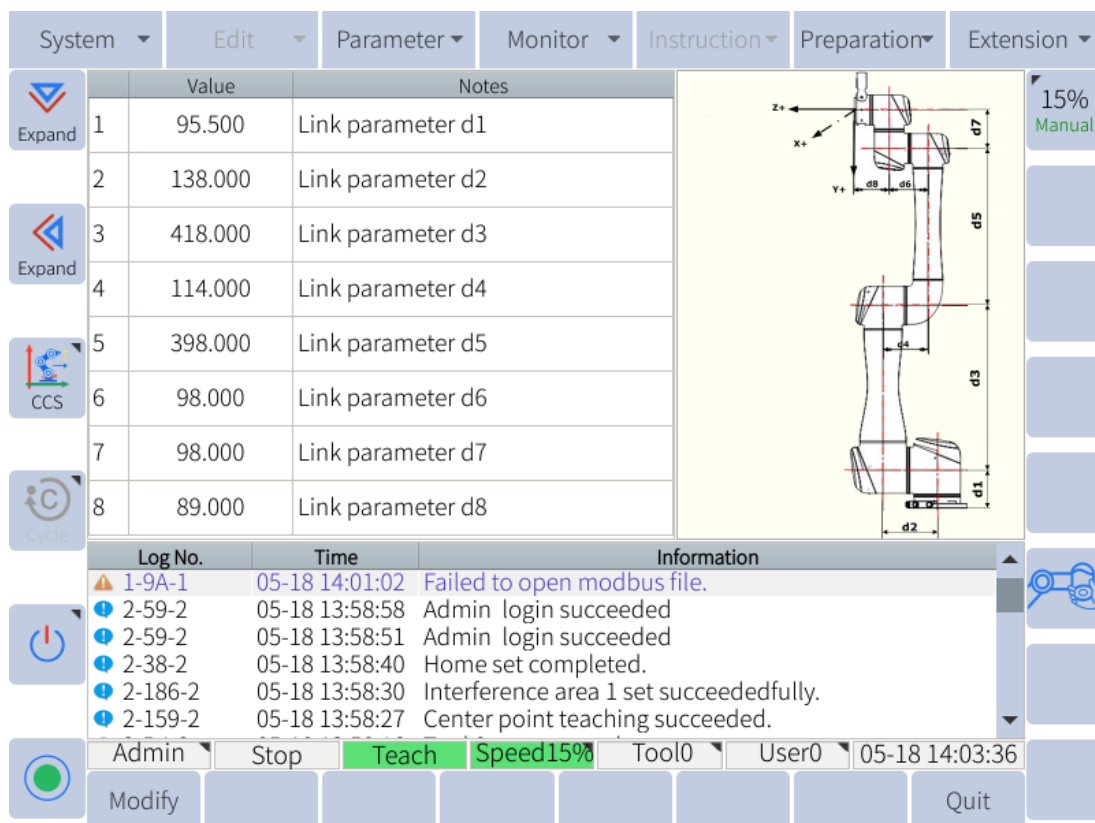 System Edit Parameter Monitor Instruction Preparation Extension
Expand
Expand
CCS
Cycle
Value Notes
1 95.500 Link parameter d1
2 138.000 Link parameter d2
3 418.000 Link parameter d3
4 114.000 Link parameter d4
5 398.000 Link parameter d5
6 98.000 Link parameter d6
7 98.000 Link parameter d7
8 89.000 Link parameter d8
Z+
X+
Y+
d8 d6
d7
d5
d4
d3
d1
d2
15%
Manual
Log No. Time Information
1-9A-1 05-18 14:01:02 Failed to open modbus file.
2-59-2 05-18 13:58:58 Admin login succeeded
2-59-2 05-18 13:58:51 Admin login succeeded
2-38-2 05-18 13:58:40 Home set completed.
2-186-2 05-18 13:58:30 Interference area 1 set succeededfully.
2-159-2 05-18 13:58:27 Center point teaching succeeded.
Admin Stop Teach Speed15% Tool0 User0 05-18 14:03:36
Modify Quit